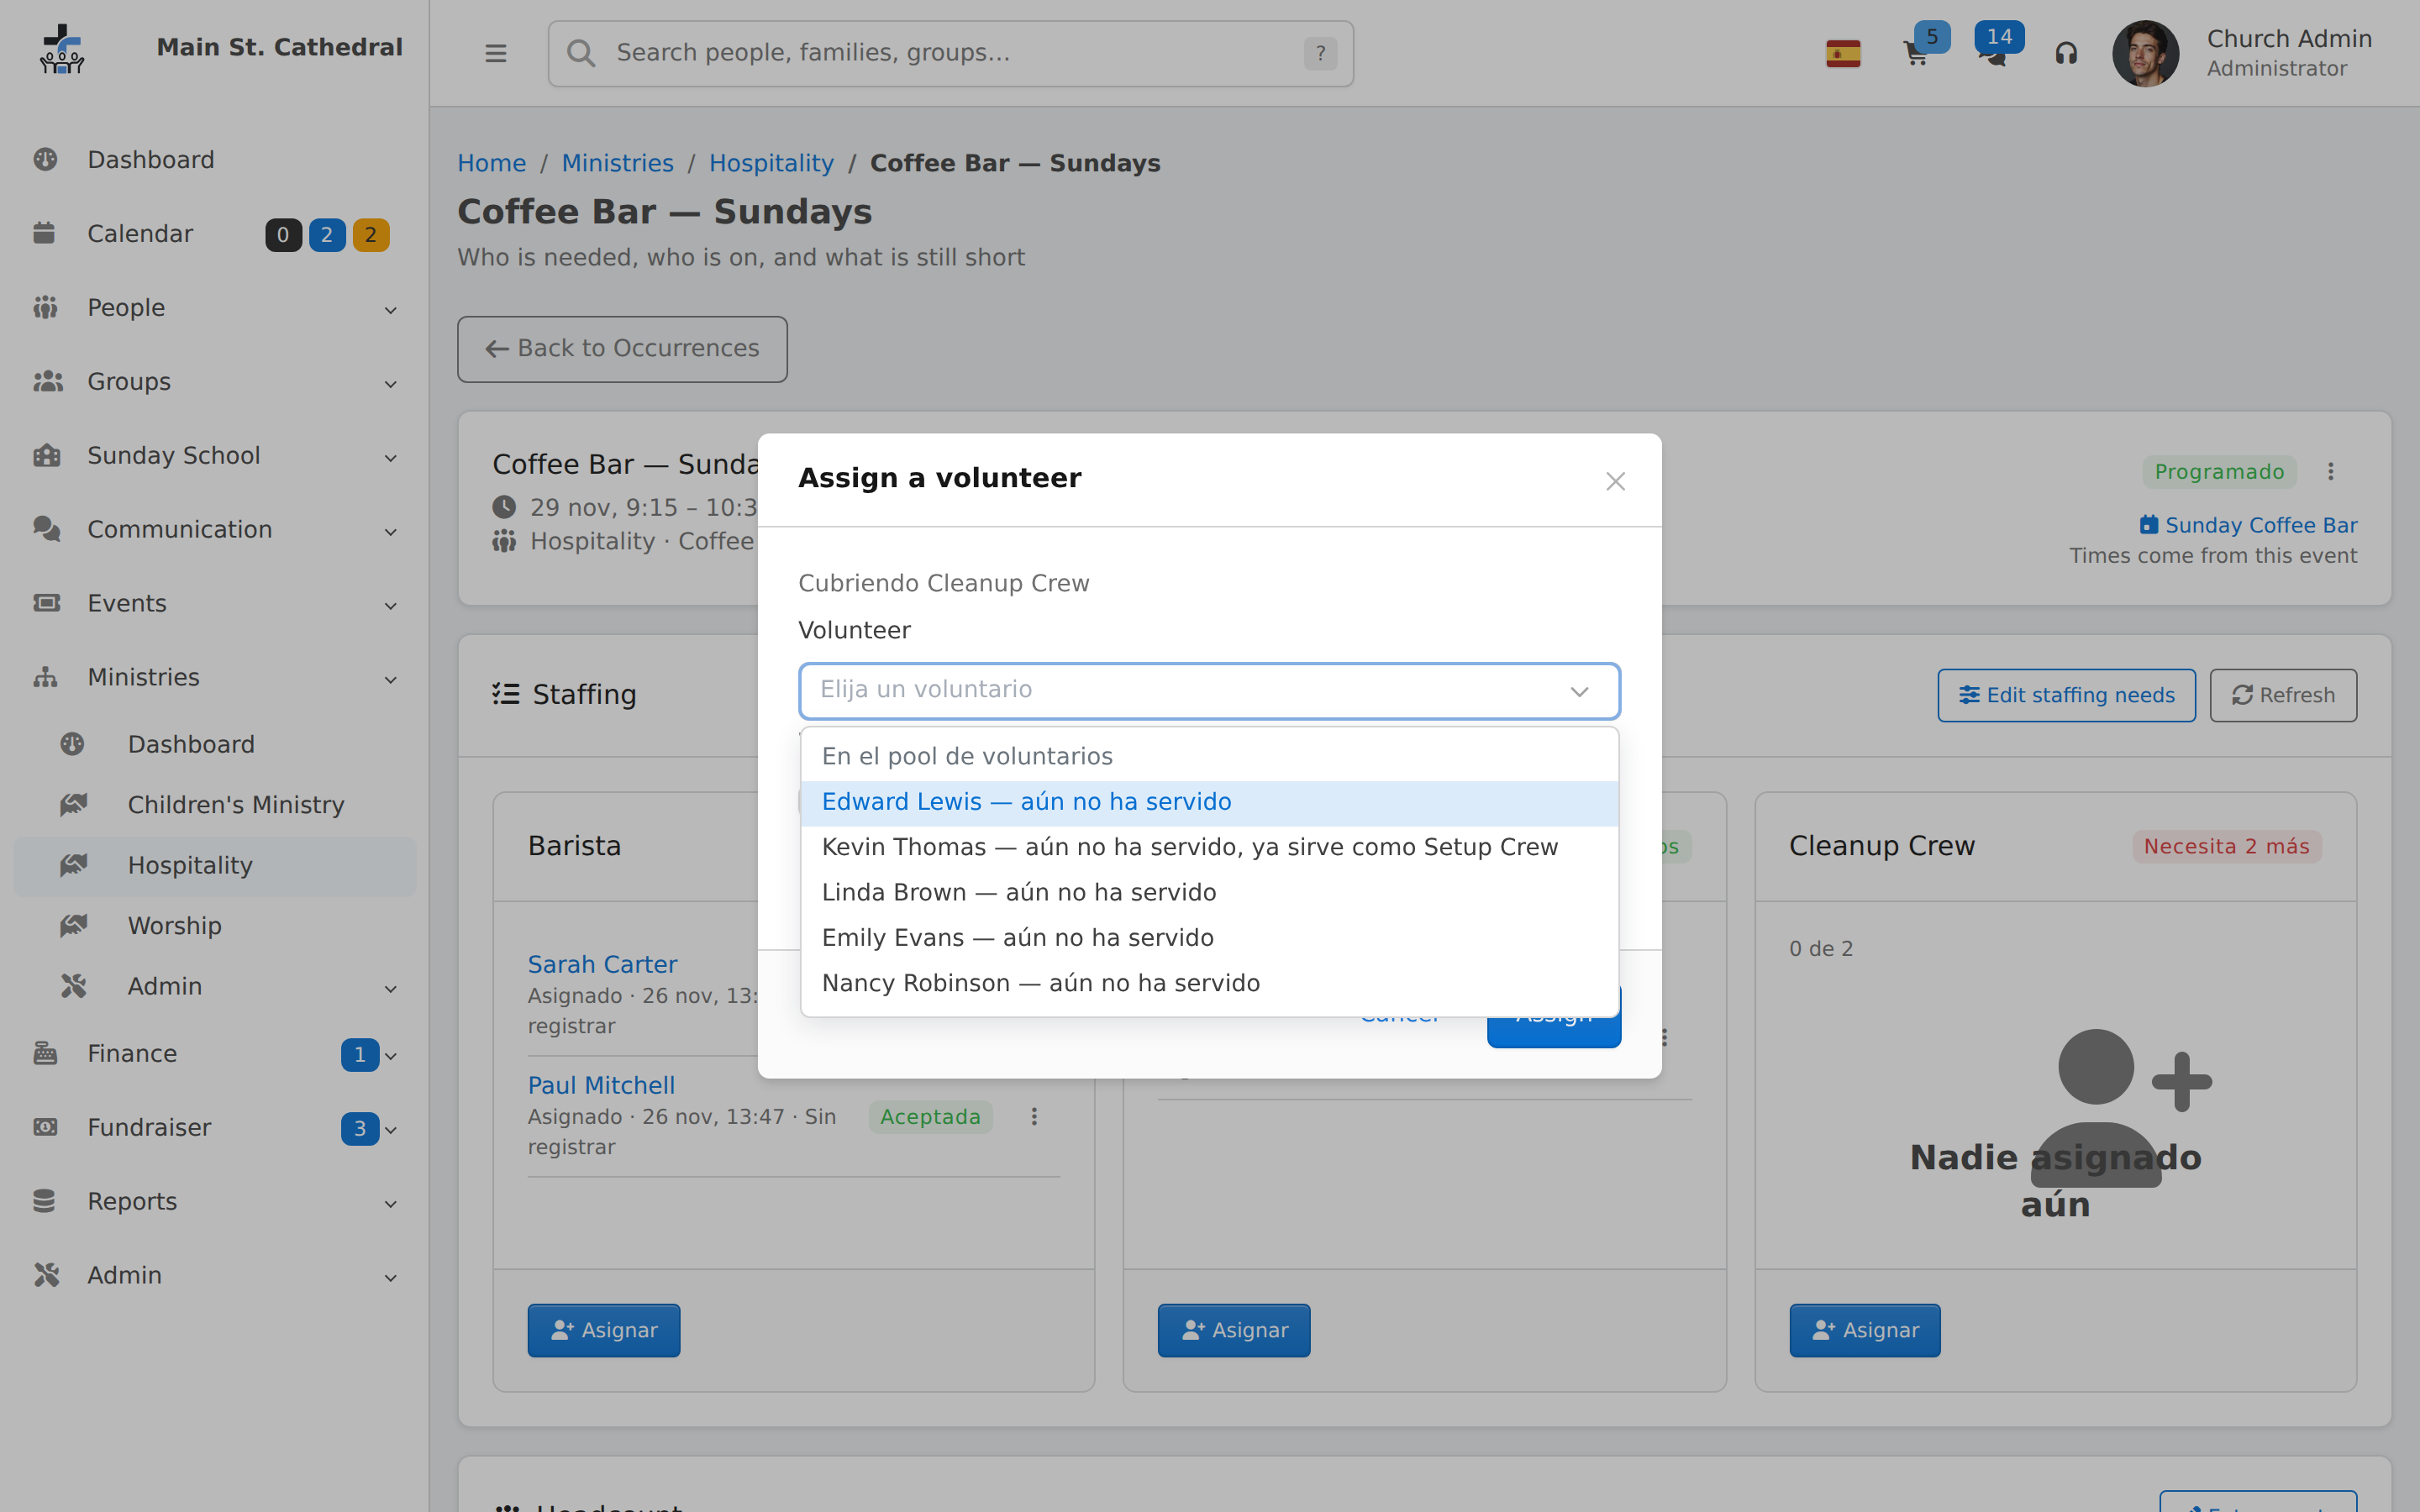 Main St. Cathedral
Search people, families, groups...
?
5
14
Church Admin
Administrator
Dashboard
Calendar
0
2
2
People
Groups
Sunday School
Communication
Events
Ministries
Dashboard
Children's Ministry
Hospitality
Worship
Admin
Finance
1
Fundraiser
3
Reports
Admin
Home / Ministries / Hospitality / Coffee Bar — Sundays
Coffee Bar — Sundays
Who is needed, who is on, and what is still short
Back to Occurrences
Coffee Bar — Sunda
29 nov, 9:15 – 10:3
Hospitality · Coffee
Programado
Sunday Coffee Bar
Times come from this event
Staffing
Edit staffing needs
Refresh
Barista
Sarah Carter
Asignado · 26 nov, 13:
registrar
Paul Mitchell
Asignado · 26 nov, 13:47 · Sin
registrar
Aceptada
Asignar
os
Asignar
Cleanup Crew
Necesita 2 más
0 de 2
Nadie asignado
aún
Asignar
Assign a volunteer
Cubriendo Cleanup Crew
Volunteer
Elija un voluntario
En el pool de voluntarios
Edward Lewis — aún no ha servido
Kevin Thomas — aún no ha servido, ya sirve como Setup Crew
Linda Brown — aún no ha servido
Emily Evans — aún no ha servido
Nancy Robinson — aún no ha servido
Cancel
Assign
Headcount